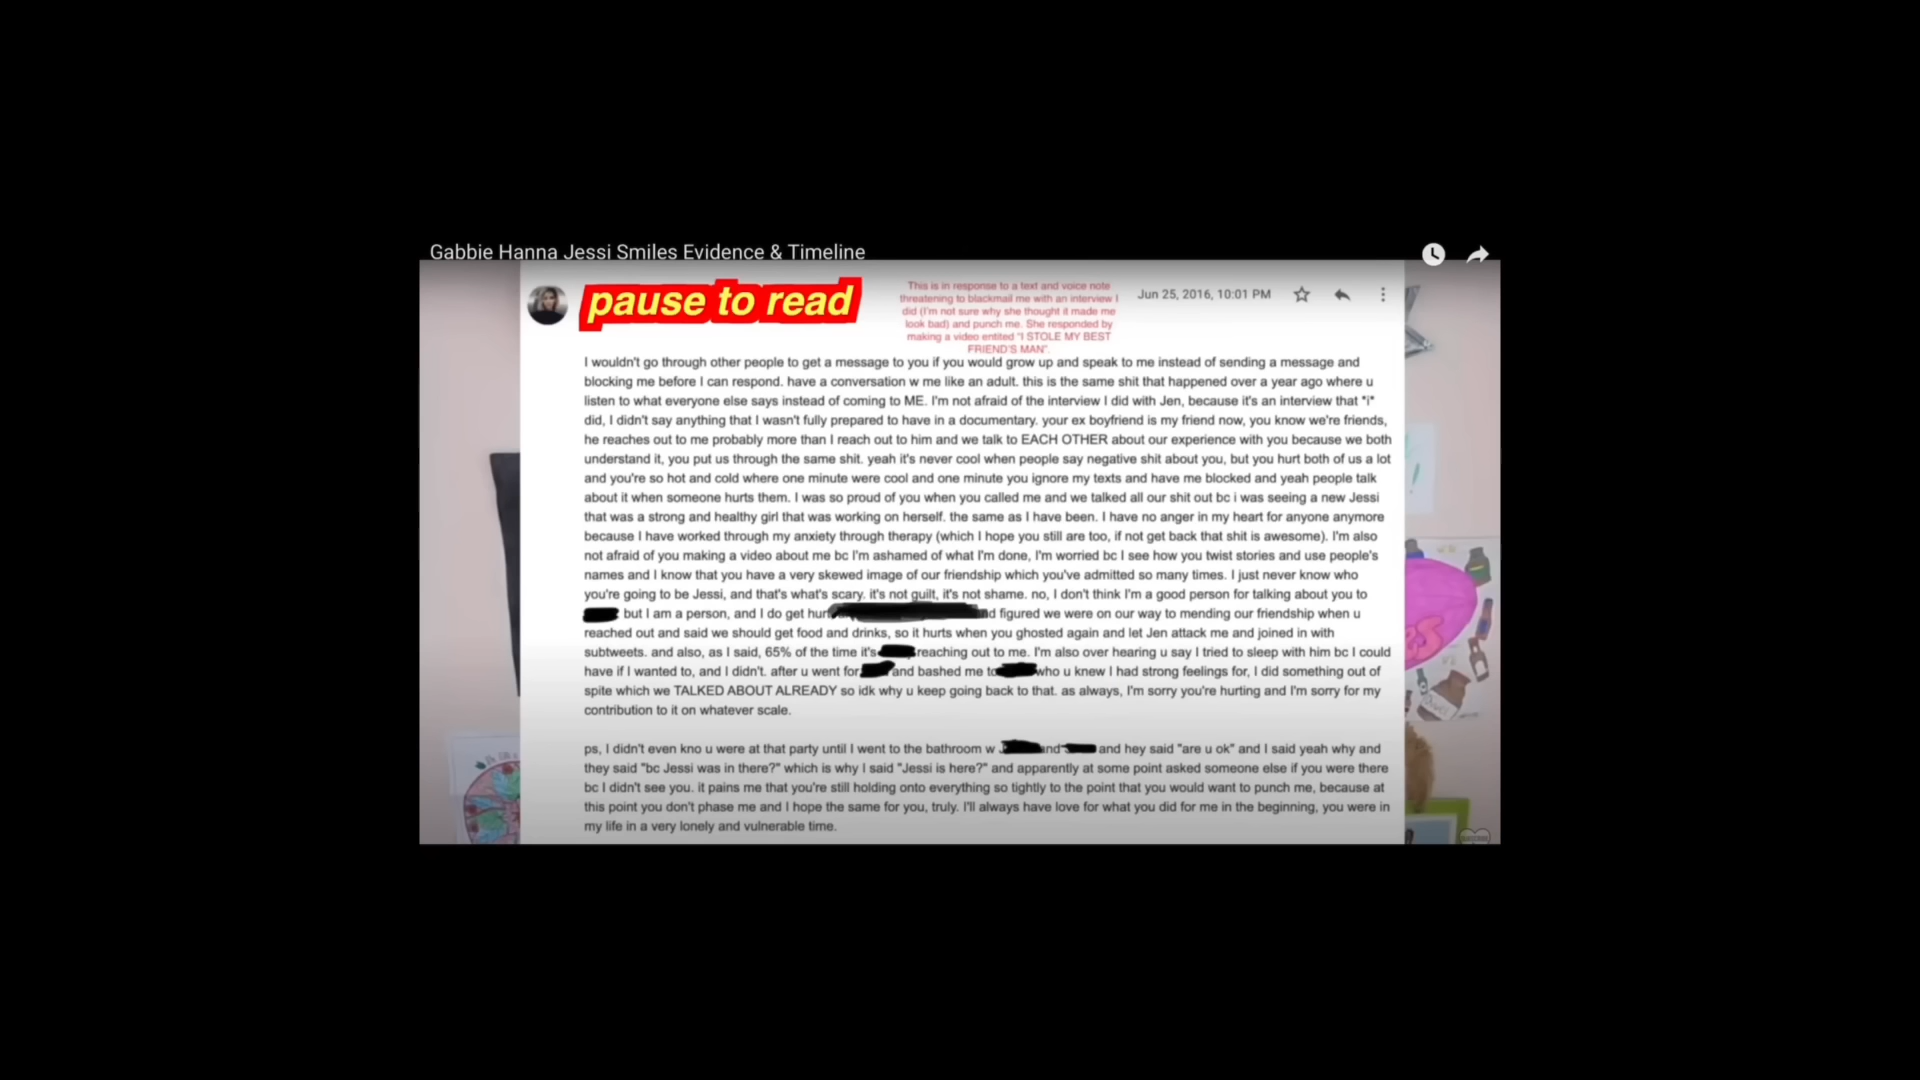 Gabbie Hanna Jessi Smiles Evidence & Timeline
pause to read
This is in response to a text and voice note
threatening to blackmail me with an interview I
did (I'm not sure why she thought it made me
look bad) and punch me. She responded by
making a video entited "I STOLE MY BEST
FRIEND'S MAN".
Jun 25, 2016, 10:01 PM
I wouldn't go through other people to get a message to you if you would grow up and speak to me instead of sending a message and
blocking me before I can respond. have a conversation w me like an adult. this is the same shit that happened over a year ago where u
listen to what everyone else says instead of coming to ME. I'm not afraid of the interview I did with Jen, because it's an interview that *i*
did, I didn't say anything that I wasn't fully prepared to have in a documentary. your ex boyfriend is my friend now, you know we're friends,
he reaches out to me probably more than I reach out to him and we talk to EACH OTHER about our experience with you because we both
understand it, you put us through the same shit. yeah it's never cool when people say negative shit about you, but you hurt both of us a lot
and you're so hot and cold where one minute were cool and one minute you ignore my texts and have me blocked and yeah people talk
about it when someone hurts them. I was so proud of you when you called me and we talked all our shit out bc i was seeing a new Jessi
that was a strong and healthy girl that was working on herself. the same as I have been. I have no anger in my heart for anyone anymore
because I have worked through my anxiety through therapy (which I hope you still are too, if not get back that shit is awesome). I'm also
not afraid of you making a video about me bc I'm ashamed of what I'm done, I'm worried bc I see how you twist stories and use people's
names and I know that you have a very skewed image of our friendship which you've admitted so many times. I just never know who
you're going to be Jessi, and that's what's scary. it's not guilt, it's not shame. no, I don't think I'm a good person for talking about you to
but I am a person, and I do get hurt figured we were on our way to mending our friendship when u
reached out and said we should get food and drinks, so it hurts when you ghosted again and let Jen attack me and joined in with
subtweets. and also, as I said, 65% of the time it's reaching out to me. I'm also over hearing u say I tried to sleep with him bc I could
have if I wanted to, and I didn't. after u went for and bashed me to who u knew I had strong feelings for, I did something out of
spite which we TALKED ABOUT ALREADY so idk why u keep going back to that. as always, I'm sorry you're hurting and I'm sorry for my
contribution to it on whatever scale.
ps, I didn't even kno u were at that party until I went to the bathroom w and and hey said "are u ok" and I said yeah why and
they said "bc Jessi was in there?" which is why I said "Jessi is here?" and apparently at some point asked someone else if you were there
bc I didn't see you. it pains me that you're still holding onto everything so tightly to the point that you would want to punch me, because at
this point you don't phase me and I hope the same for you, truly. I'll always have love for what you did for me in the beginning, you were in
my life in a very lonely and vulnerable time.